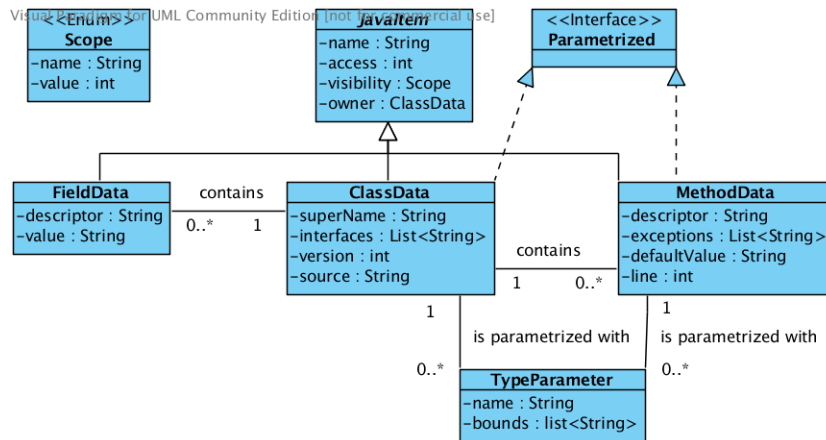 Visual Paradigm for UML Community Edition [not for commercial use]
<<Enum>>
Scope
-name : String
-value : int
JavaItem
-name : String
-access : int
-visibility : Scope
-owner : ClassData
<<Interface>>
Parametrized
FieldData
-descriptor : String
-value : String
contains
0..*
1
ClassData
-superName : String
-interfaces : List<String>
-version : int
-source : String
contains
1
0..*
MethodData
-descriptor : String
-exceptions : List<String>
-defaultValue : String
-line : int
1
1
is parametrized with
is parametrized with
0..*
0..*
TypeParameter
-name : String
-bounds : list<String>